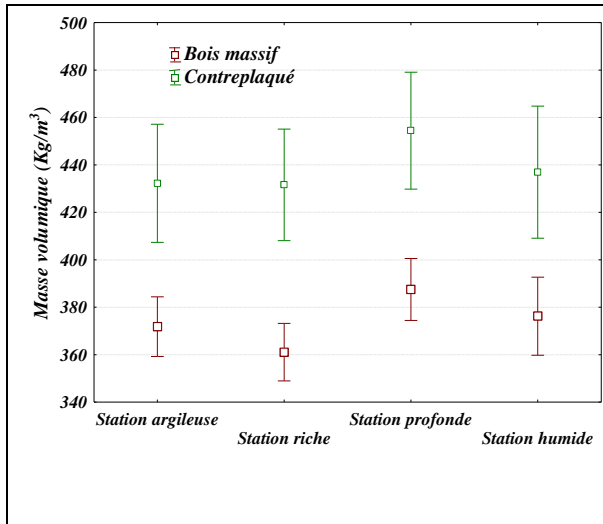 500
480
460
440
420
400
380
360
340
Masse volumique (Kg/m³)
Bois massif
Contreplaqué
Station argileuse
Station riche
Station profonde
Station humide